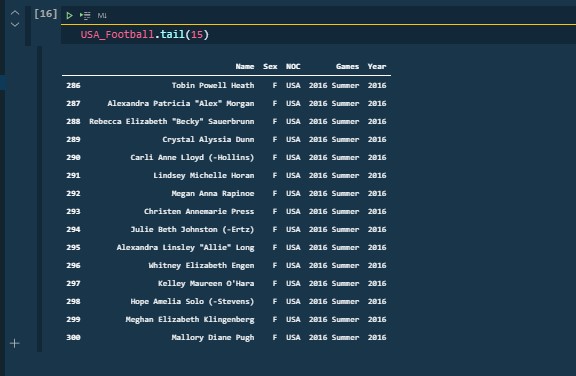 [16] M↓
USA_Football.tail(15)
Name Sex NOC Games Year
286 Tobin Powell Heath F USA 2016 Summer 2016
287 Alexandra Patricia "Alex" Morgan F USA 2016 Summer 2016
288 Rebecca Elizabeth "Becky" Sauerbrunn F USA 2016 Summer 2016
289 Crystal Alyssia Dunn F USA 2016 Summer 2016
290 Carli Anne Lloyd (-Hollins) F USA 2016 Summer 2016
291 Lindsey Michelle Horan F USA 2016 Summer 2016
292 Megan Anna Rapinoe F USA 2016 Summer 2016
293 Christen Annemarie Press F USA 2016 Summer 2016
294 Julie Beth Johnston (-Ertz) F USA 2016 Summer 2016
295 Alexandra Linsley "Allie" Long F USA 2016 Summer 2016
296 Whitney Elizabeth Engen F USA 2016 Summer 2016
297 Kelley Maureen O'Hara F USA 2016 Summer 2016
298 Hope Amelia Solo (-Stevens) F USA 2016 Summer 2016
299 Meghan Elizabeth Klingenberg F USA 2016 Summer 2016
300 Mallory Diane Pugh F USA 2016 Summer 2016